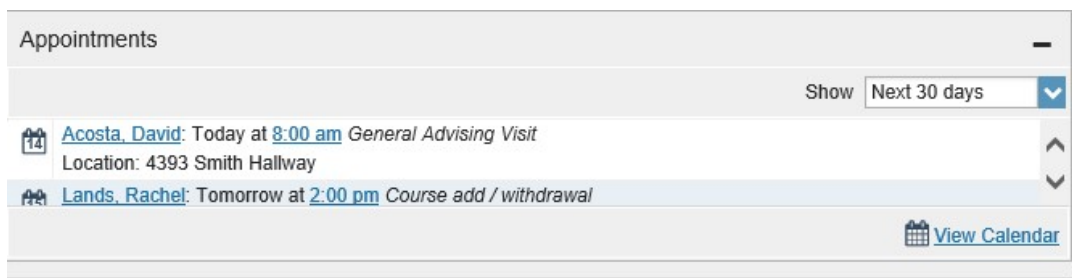 Appointments
Show Next 30 days
14 Acosta, David: Today at 8:00 am General Advising Visit
Location: 4393 Smith Hallway
Lands, Rachel: Tomorrow at 2:00 pm Course add / withdrawal
View Calendar